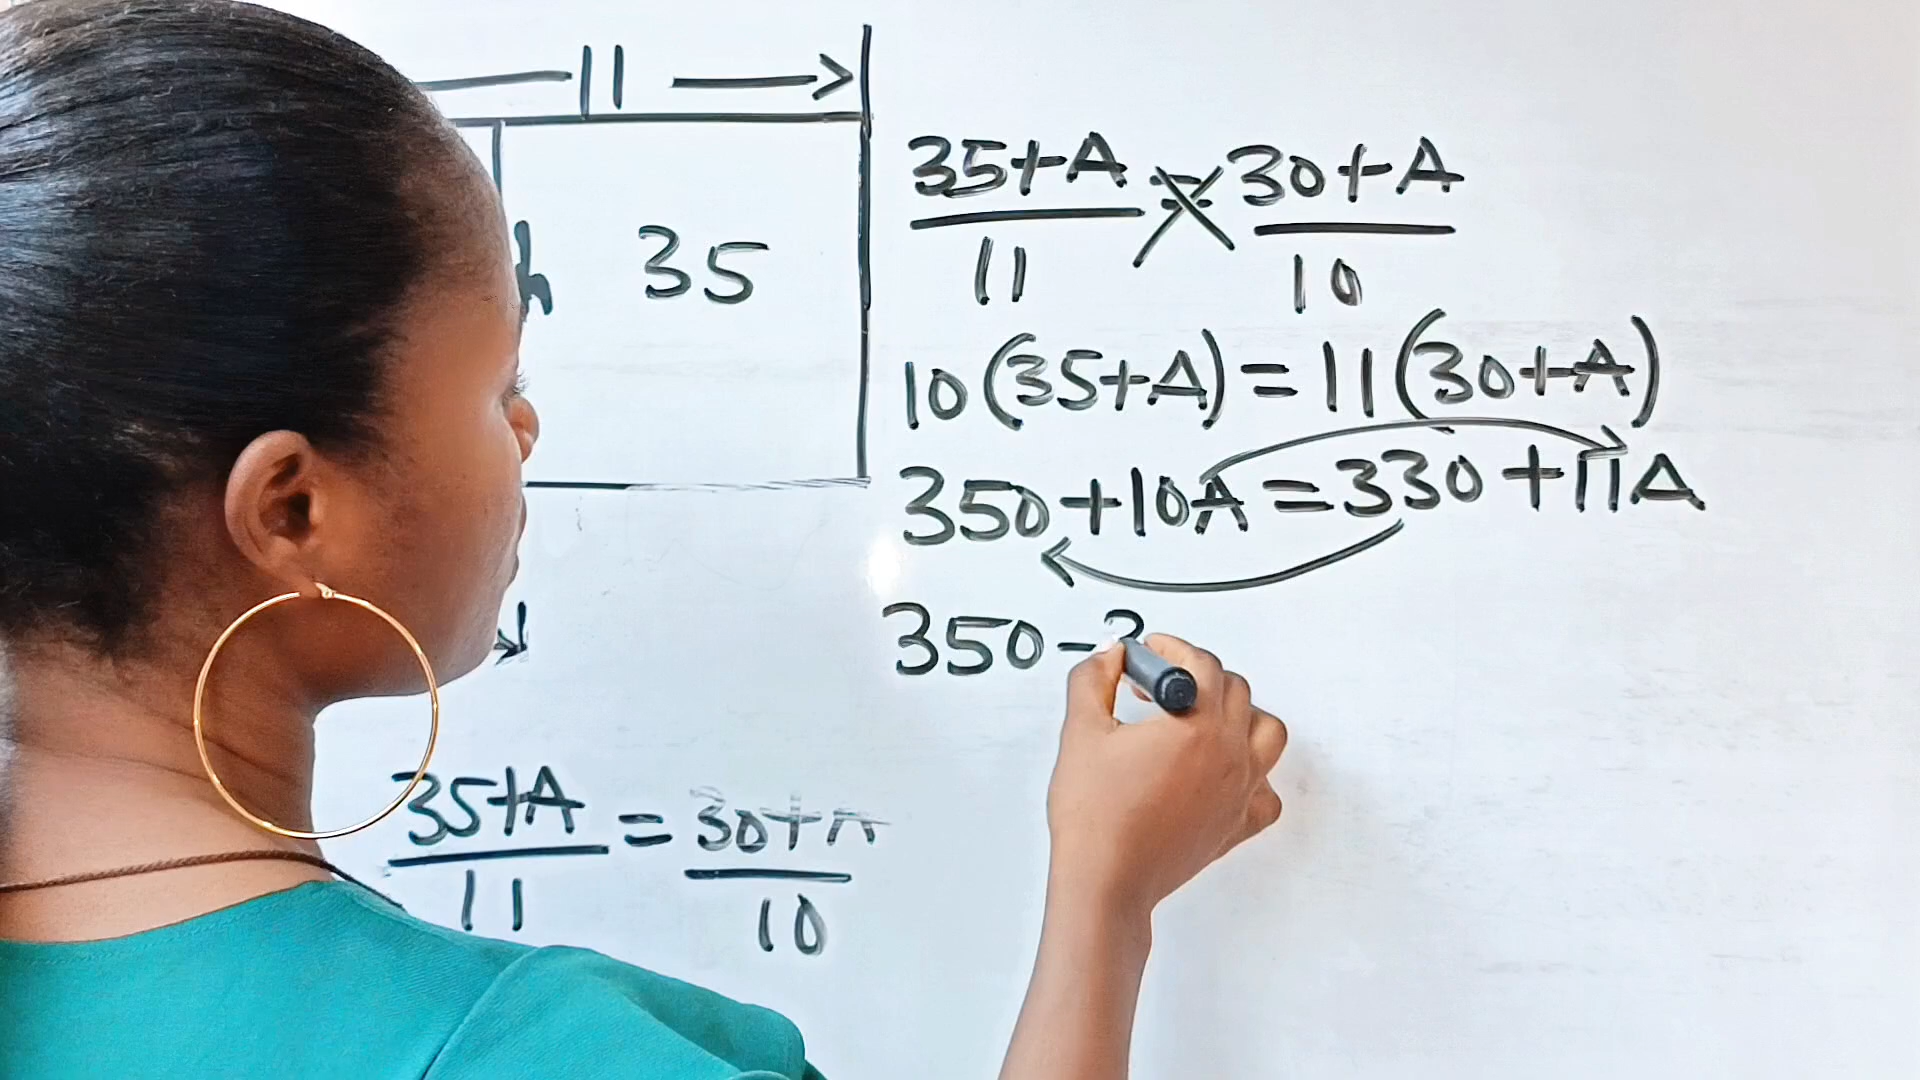 11
h 35
35+A = 30+A
11 10
10(35+A)=11(30+A)
350+10A=330+11A
350-3
35+A = 30+A
11 10